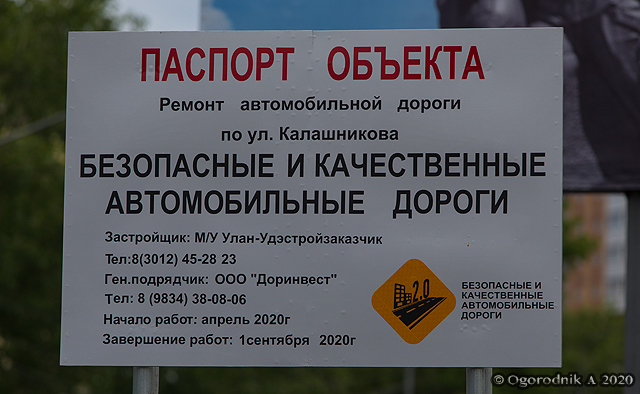 ПАСПОРТ ОБЪЕКТА
Ремонт автомобильной дороги
по ул. Калашникова
БЕЗОПАСНЫЕ И КАЧЕСТВЕННЫЕ
АВТОМОБИЛЬНЫЕ ДОРОГИ
Застройщик: М/У Улан-Удэстройзаказчик
Тел:8(3012) 45-28 23
Ген.подрядчик: ООО "Доринвест"
Тел: 8 (9834) 38-08-06
Начало работ: апрель 2020г
Завершение работ: 1сентября 2020г
2.0
БЕЗОПАСНЫЕ И
КАЧЕСТВЕННЫЕ
АВТОМОБИЛЬНЫЕ
ДОРОГИ
© Ogorodnik A 2020